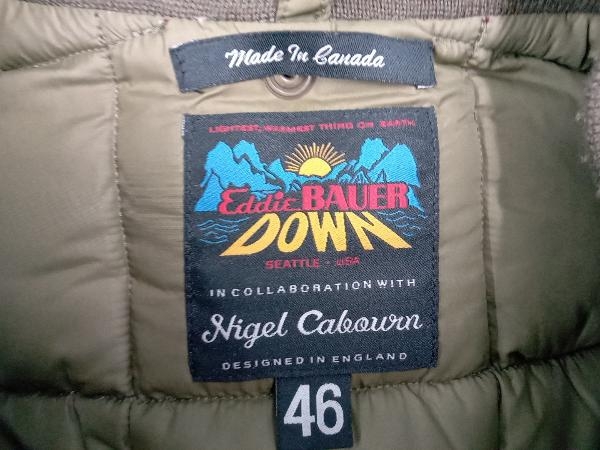 Made In Canada
LIGHTEST, WARMEST THING ON EARTH
Eddie BAUER
DOWN
SEATTLE - USA
IN COLLABORATION WITH
Nigel Cabourn
DESIGNED IN ENGLAND
46